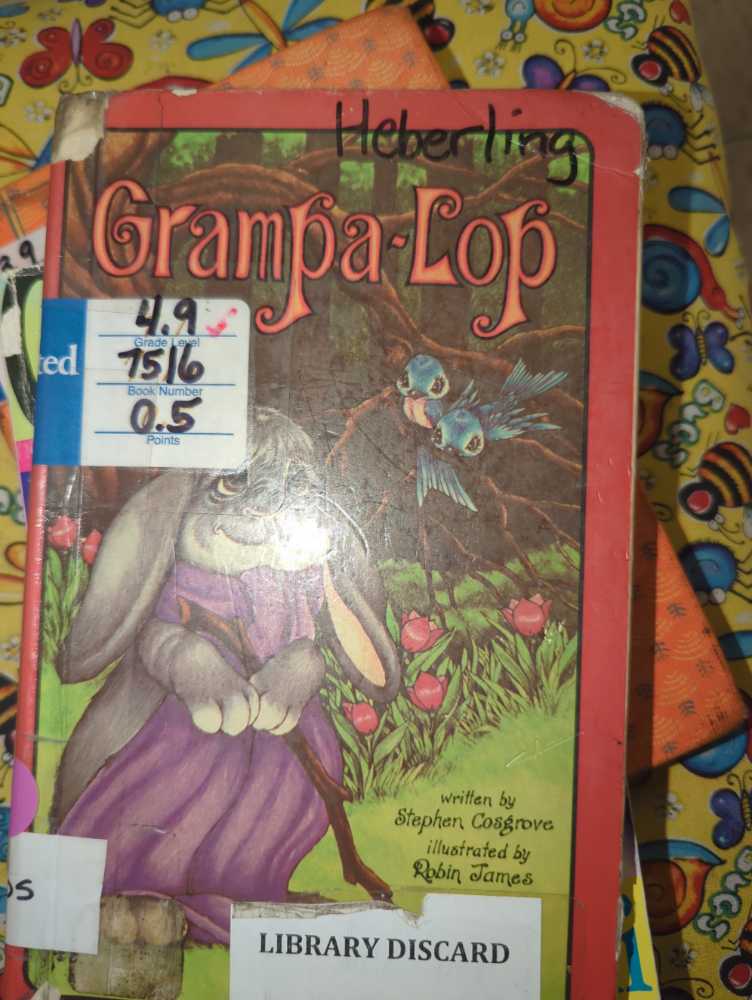 Heberling
Grampa-Lop
4.9
Grade Level
7516
Book Number
0.5
Points
written by
Stephen Cosgrove
illustrated by
Robin James
LIBRARY DISCARD